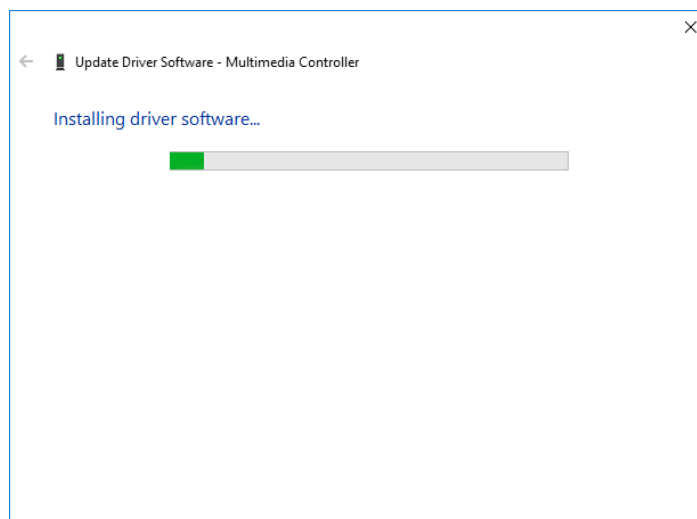 Update Driver Software - Multimedia Controller
Installing driver software...